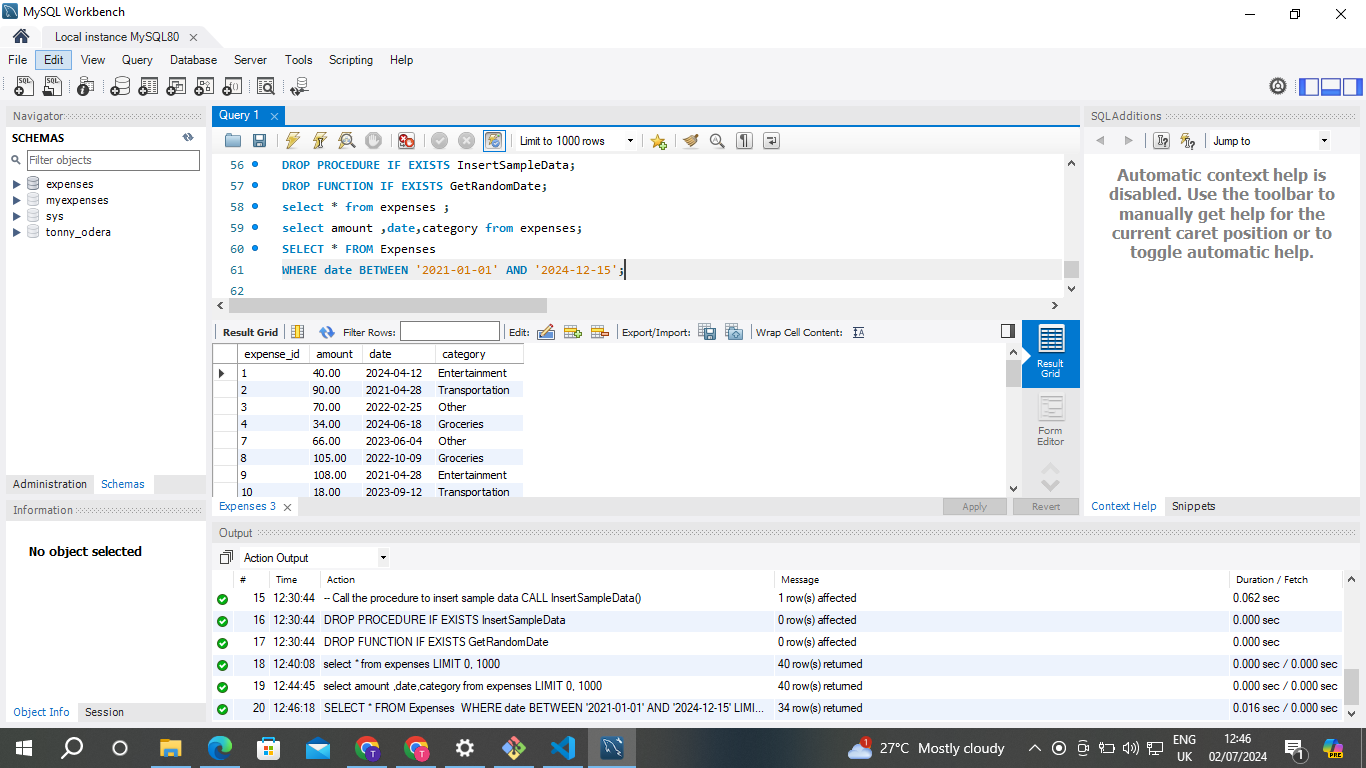 MySQL Workbench
Local instance MySQL80
File Edit View Query Database Server Tools Scripting Help
Navigator
SCHEMAS
Filter objects
expenses
myexpenses
sys
tonny_odera
Administration Schemas
Information
No object selected
Object Info Session
Query 1
Limit to 1000 rows
56 DROP PROCEDURE IF EXISTS InsertSampleData;
57 DROP FUNCTION IF EXISTS GetRandomDate;
58 select * from expenses ;
59 select amount ,date,category from expenses;
60 SELECT * FROM Expenses
61 WHERE date BETWEEN '2021-01-01' AND '2024-12-15';
62
Result Grid Filter Rows: Edit: Export/Import: Wrap Cell Content:
expense_id amount date category
1 40.00 2024-04-12 Entertainment
2 90.00 2021-04-28 Transportation
3 70.00 2022-02-25 Other
4 34.00 2024-06-18 Groceries
7 66.00 2023-06-04 Other
8 105.00 2022-10-09 Groceries
9 108.00 2021-04-28 Entertainment
10 18.00 2023-09-12 Transportation
Result
Grid
Form
Editor
Expenses 3 Apply Revert
SQLAdditions
Jump to
Automatic context help is
disabled. Use the toolbar to
manually get help for the
current caret position or to
toggle automatic help.
Context Help Snippets
Output
Action Output
# Time Action Message Duration / Fetch
15 12:30:44 -- Call the procedure to insert sample data CALL InsertSampleData() 1 row(s) affected 0.062 sec
16 12:30:44 DROP PROCEDURE IF EXISTS InsertSampleData 0 row(s) affected 0.000 sec
17 12:30:44 DROP FUNCTION IF EXISTS GetRandomDate 0 row(s) affected 0.000 sec
18 12:40:08 select * from expenses LIMIT 0, 1000 40 row(s) returned 0.000 sec / 0.000 sec
19 12:44:45 select amount ,date,category from expenses LIMIT 0, 1000 40 row(s) returned 0.000 sec / 0.000 sec
20 12:46:18 SELECT * FROM Expenses WHERE date BETWEEN '2021-01-01' AND '2024-12-15' LIMI... 34 row(s) returned 0.016 sec / 0.000 sec
27°C Mostly cloudy
ENG
UK
12:46
02/07/2024